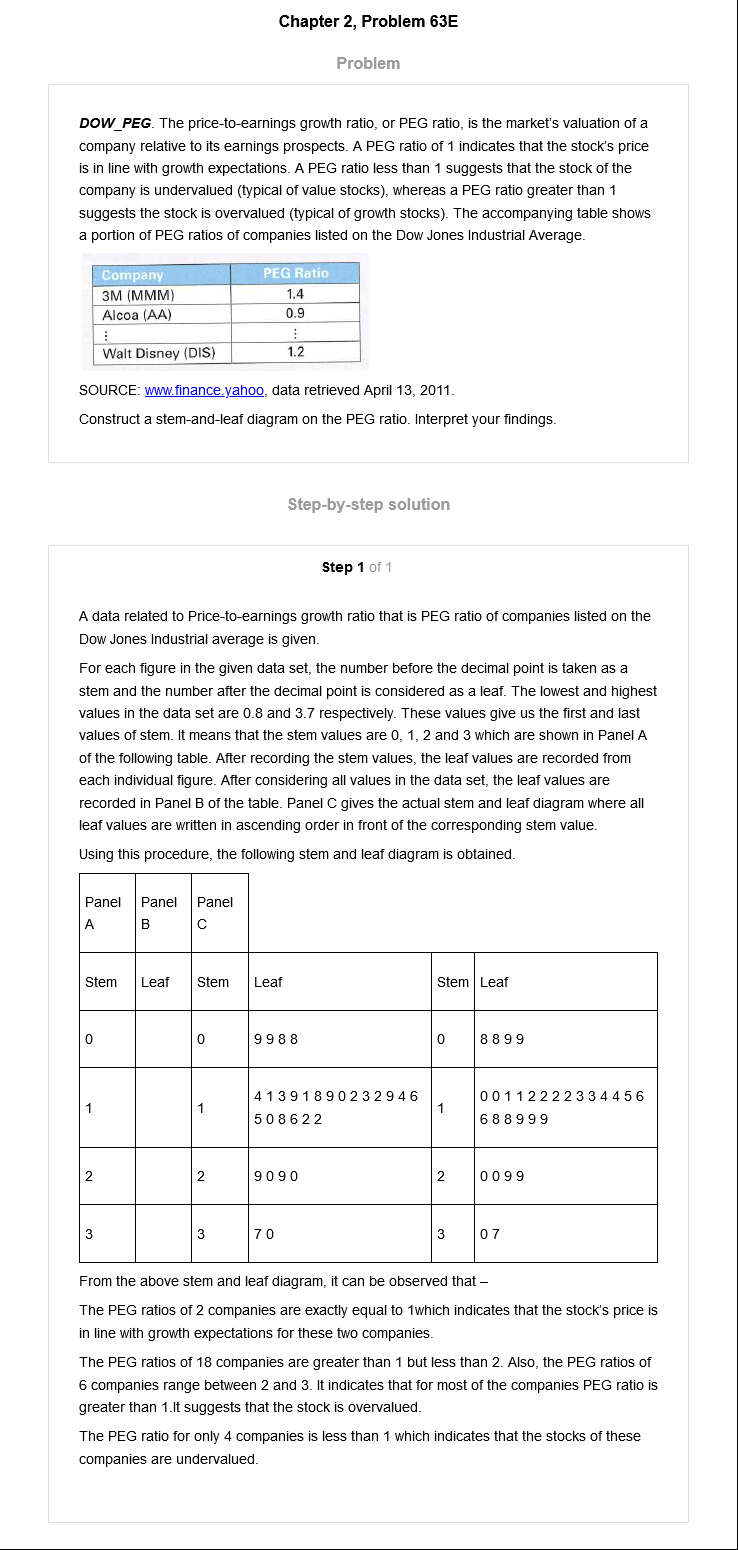 Chapter 2, Problem 63E
Problem
DOW_PEG. The price-to-earnings growth ratio, or PEG ratio, is the market's valuation of a
company relative to its earnings prospects. A PEG ratio of 1 indicates that the stock's price
is in line with growth expectations. A PEG ratio less than 1 suggests that the stock of the
company is undervalued (typical of value stocks), whereas a PEG ratio greater than 1
suggests the stock is overvalued (typical of growth stocks). The accompanying table shows
a portion of PEG ratios of companies listed on the Dow Jones Industrial Average.
Company PEG Ratio
3M (MMM) 1.4
Alcoa (AA) 0.9
⋮ ⋮
Walt Disney (DIS) 1.2
SOURCE: www.finance.yahoo, data retrieved April 13, 2011.
Construct a stem-and-leaf diagram on the PEG ratio. Interpret your findings.
Step-by-step solution
Step 1 of 1
A data related to Price-to-earnings growth ratio that is PEG ratio of companies listed on the
Dow Jones Industrial average is given.
For each figure in the given data set, the number before the decimal point is taken as a
stem and the number after the decimal point is considered as a leaf. The lowest and highest
values in the data set are 0.8 and 3.7 respectively. These values give us the first and last
values of stem. It means that the stem values are 0, 1, 2 and 3 which are shown in Panel A
of the following table. After recording the stem values, the leaf values are recorded from
each individual figure. After considering all values in the data set, the leaf values are
recorded in Panel B of the table. Panel C gives the actual stem and leaf diagram where all
leaf values are written in ascending order in front of the corresponding stem value.
Using this procedure, the following stem and leaf diagram is obtained.
Panel Panel Panel
A B C
Stem Leaf Stem Leaf Stem Leaf
0 0 9 9 8 8 0 8 8 9 9
4 1 3 9 1 8 9 0 2 3 2 9 4 6 0 0 1 1 2 2 2 2 3 3 4 4 5 6
1 1 1
5 0 8 6 2 2 6 8 8 9 9 9
2 2 9 0 9 0 2 0 0 9 9
3 3 7 0 3 0 7
From the above stem and leaf diagram, it can be observed that –
The PEG ratios of 2 companies are exactly equal to 1which indicates that the stock's price is
in line with growth expectations for these two companies.
The PEG ratios of 18 companies are greater than 1 but less than 2. Also, the PEG ratios of
6 companies range between 2 and 3. It indicates that for most of the companies PEG ratio is
greater than 1.It suggests that the stock is overvalued.
The PEG ratio for only 4 companies is less than 1 which indicates that the stocks of these
companies are undervalued.